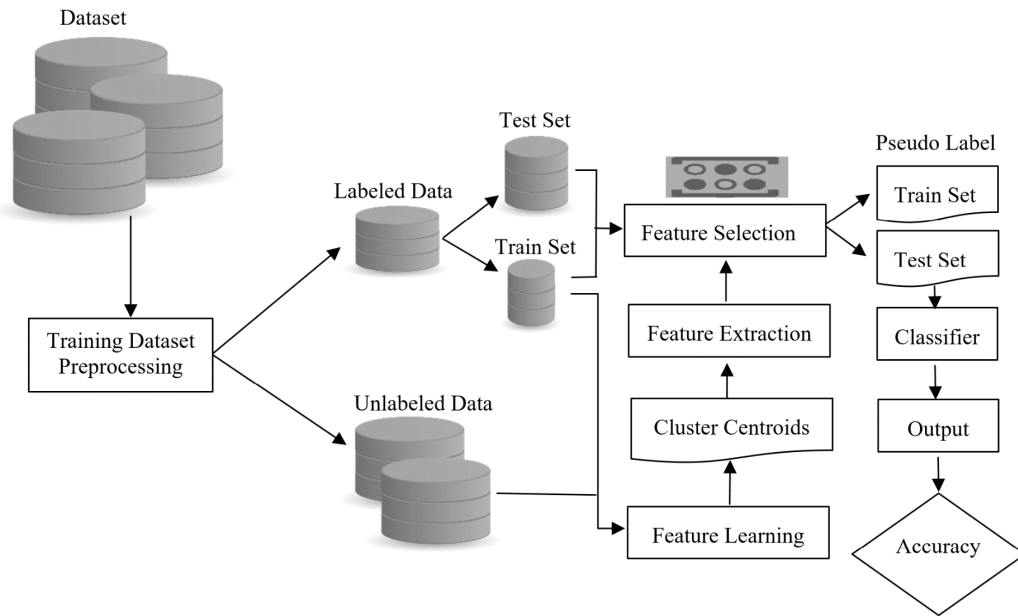 Dataset
Test Set
Pseudo Label
Labeled Data
Train Set
Feature Selection
Train Set
Test Set
Training Dataset
Preprocessing
Feature Extraction
Classifier
Unlabeled Data
Cluster Centroids
Output
Feature Learning
Accuracy